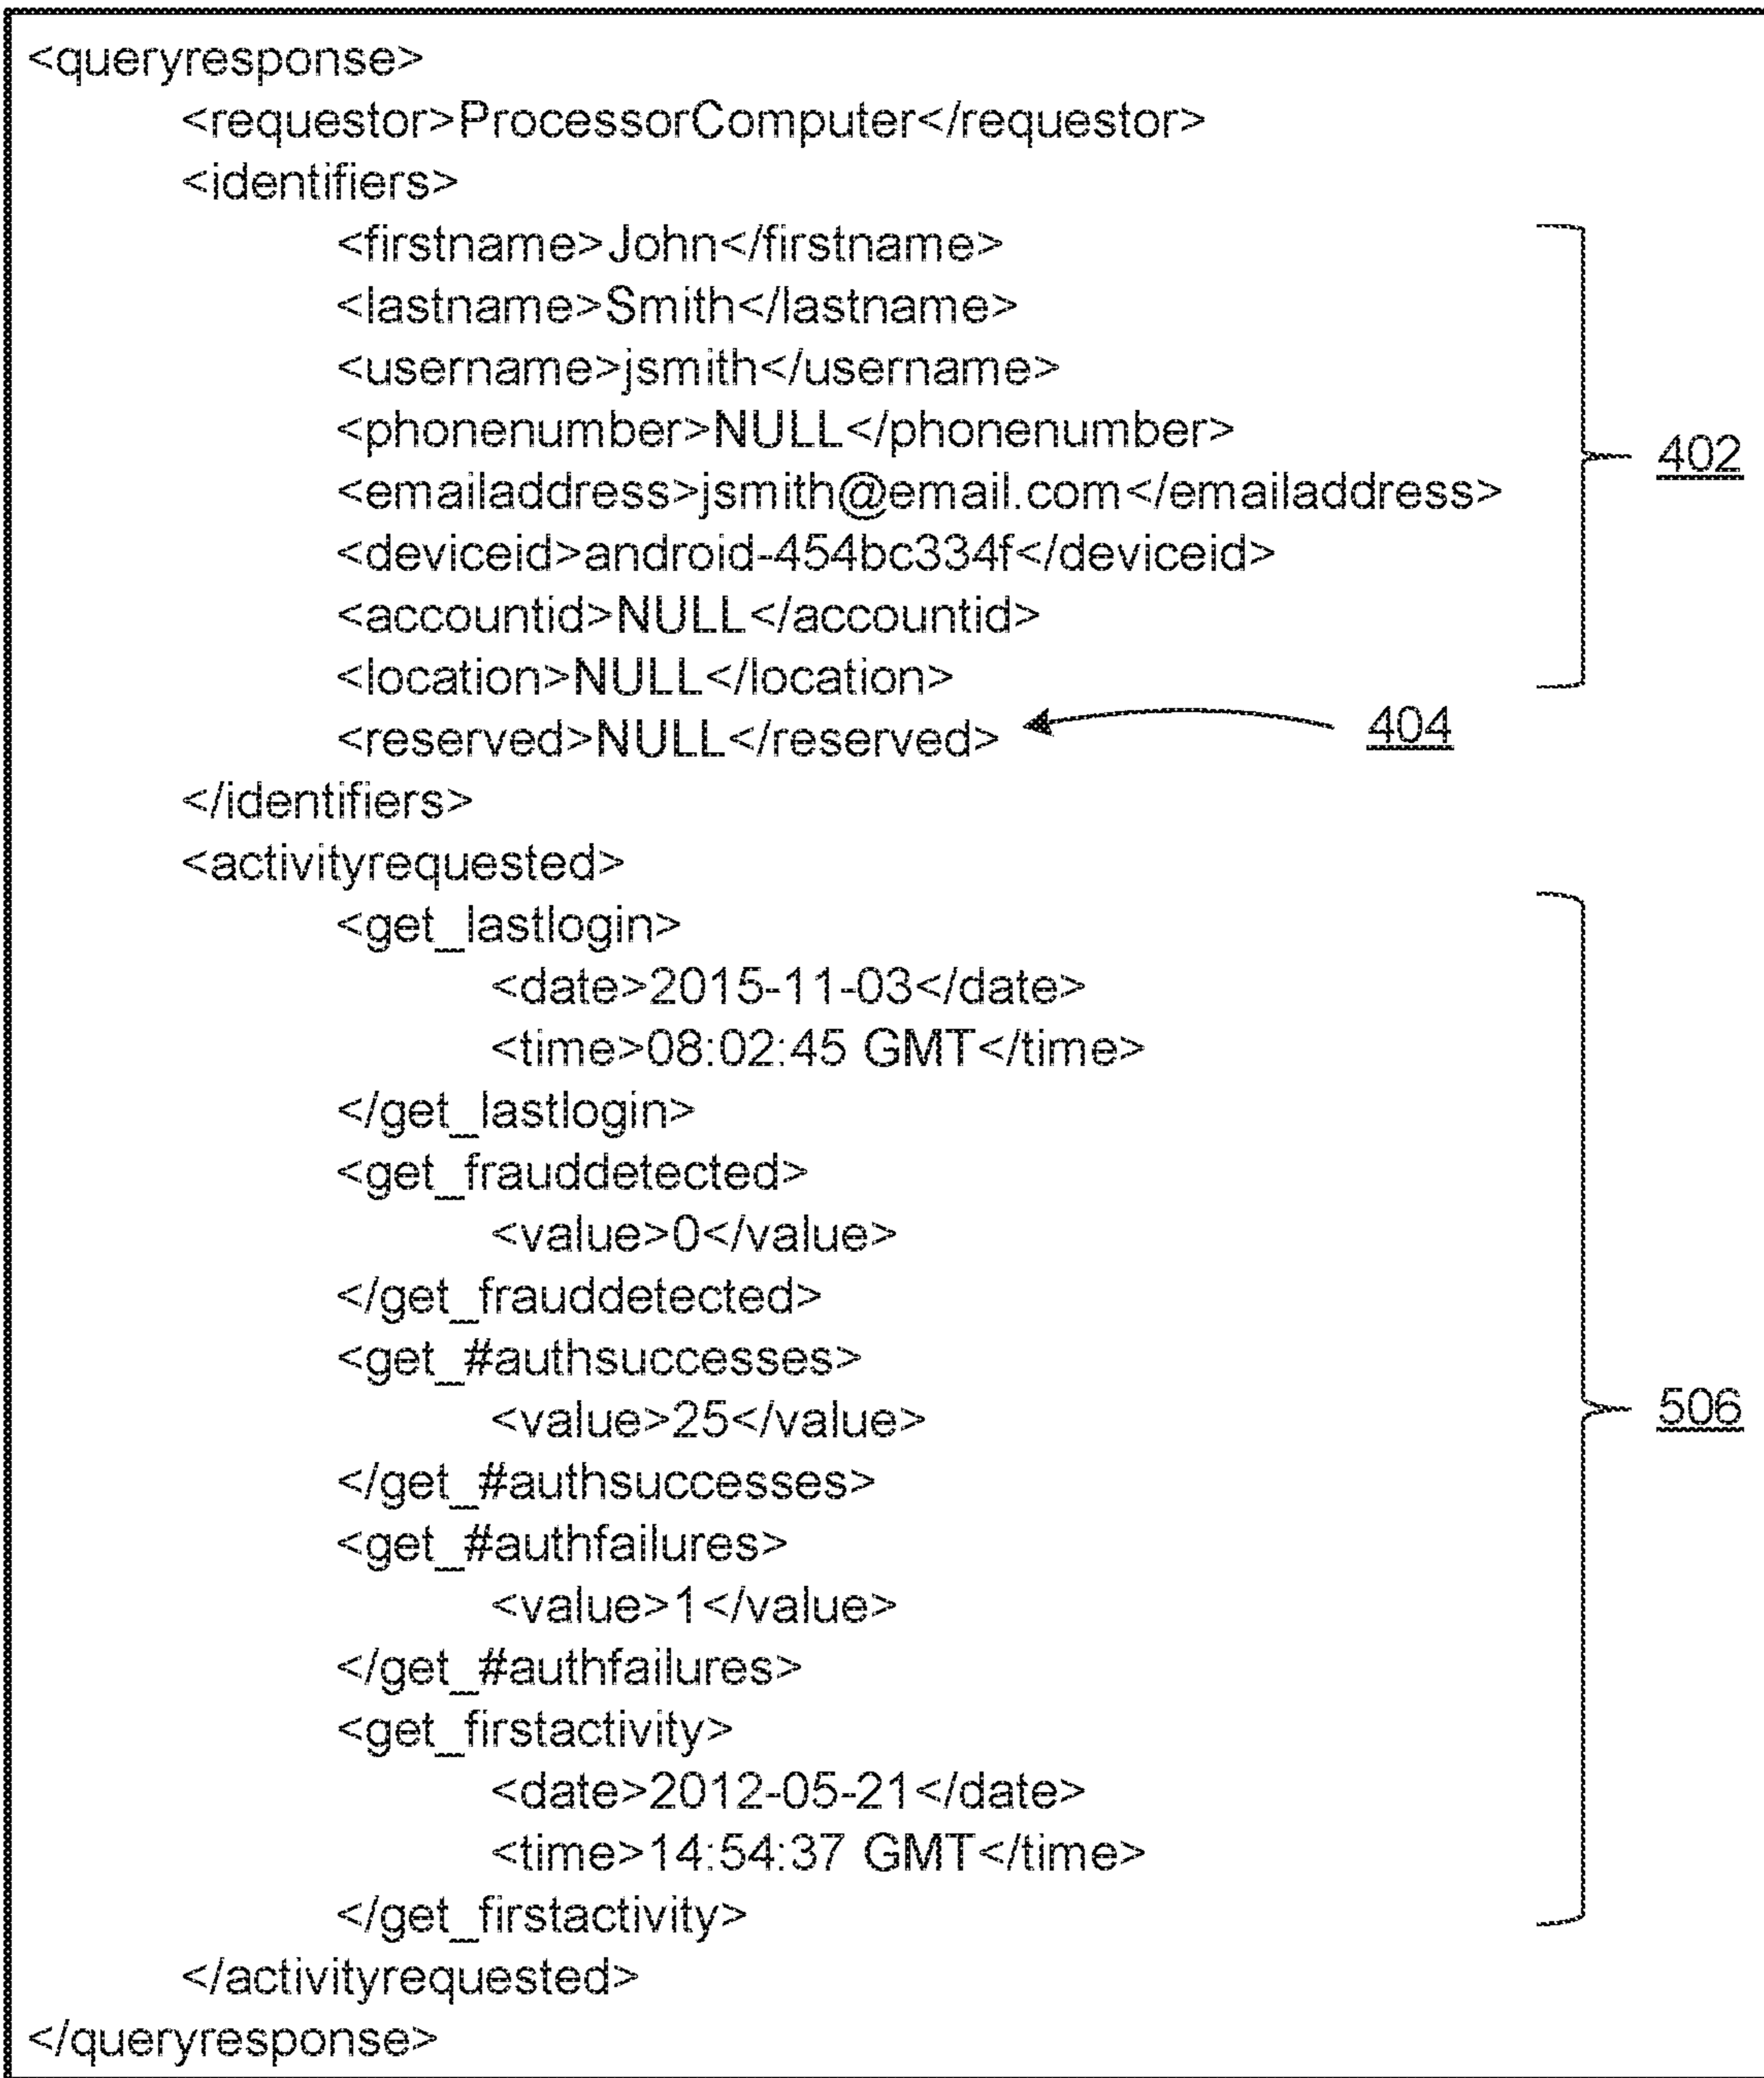 <queryresponse>
<requestor>ProcessorComputer</requestor>
<identifiers>
<firstname>John</firstname>
<lastname>Smith</lastname>
<username>jsmith</username>
<phonenumber>NULL</phonenumber>
402
<emailaddress>jsmith@email.com</emailaddress>
<deviceid>android-454bc334f</deviceid>
<accountid>NULL</accountid>
<location>NULL</location>
<reserved>NULL</reserved> 404
</identifiers>
<activityrequested>
<get_lastlogin>
<date>2015-11-03</date>
<time>08:02:45 GMT</time>
</get_lastlogin>
<get_frauddetected>
<value>0</value>
</get_frauddetected>
<get_#authsuccesses>
<value>25</value> 506
</get_#authsuccesses>
<get_#authfailures>
<value>1</value>
</get_#authfailures>
<get_firstactivity>
<date>2012-05-21</date>
<time>14:54:37 GMT</time>
</get_firstactivity>
</activityrequested>
</queryresponse>